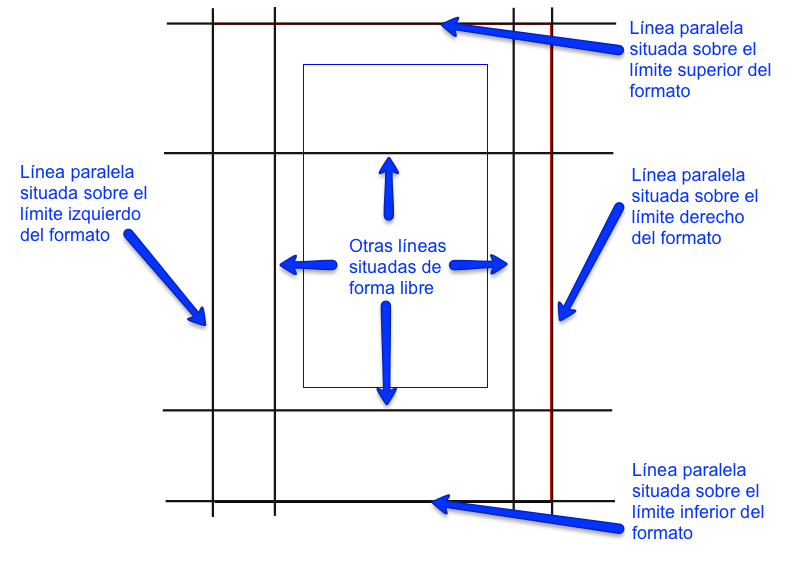 Línea paralela
situada sobre el
límite superior del
formato
Línea paralela
situada sobre el
límite izquierdo
del formato
Línea paralela
situada sobre el
límite derecho
del formato
Otras líneas
situadas de
forma libre
Línea paralela
situada sobre el
límite inferior del
formato